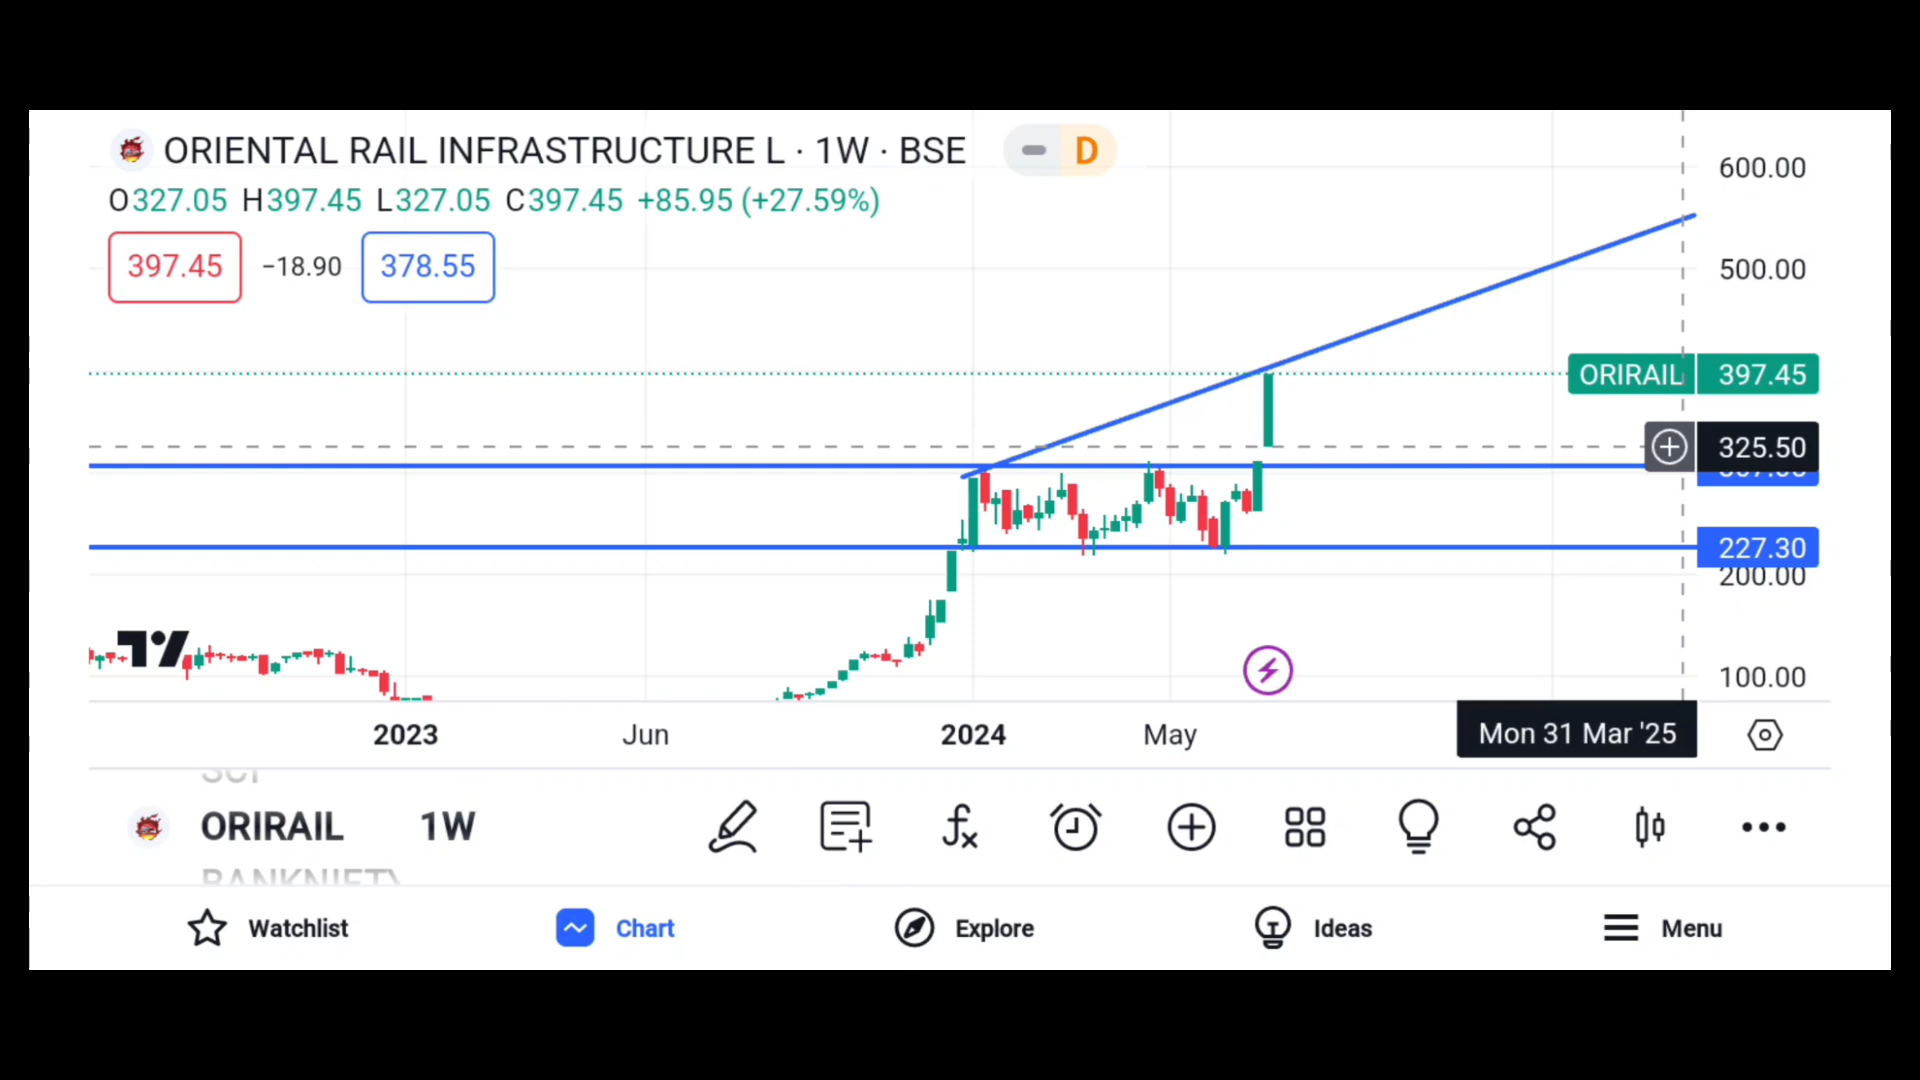 ORIENTAL RAIL INFRASTRUCTURE L · 1W · BSE D
O327.05 H397.45 L327.05 C397.45 +85.95 (+27.59%)
397.45 −18.90 378.55
600.00
500.00
ORIRAIL 397.45
325.50
227.30
200.00
100.00
2023 Jun 2024 May Mon 31 Mar '25
ORIRAIL 1W
BANKNIFTY
Watchlist Chart Explore Ideas Menu